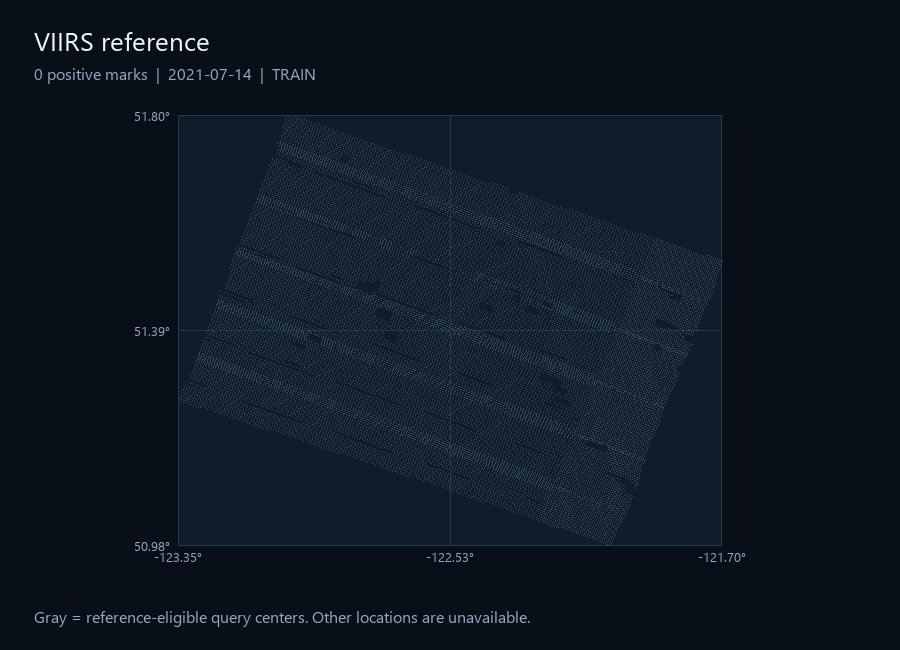 VIIRS reference
0 positive marks | 2021-07-14 | TRAIN
51.80°
51.39°
50.98°
-123.35°
-122.53°
-121.70°
Gray = reference-eligible query centers. Other locations are unavailable.